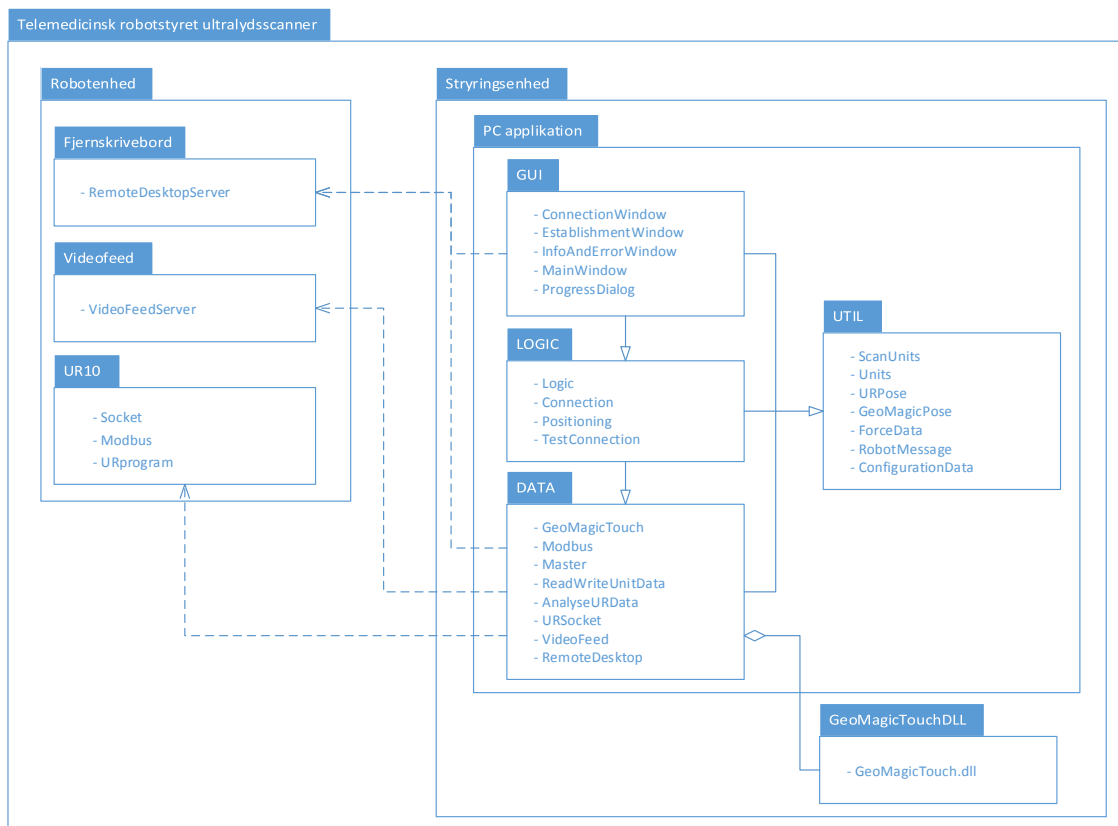 Telemedicinsk robotstyret ultralydsscanner
Robotenhed
Fjernskrivebord
- RemoteDesktopServer
Videofeed
- VideoFeedServer
UR10
- Socket
- Modbus
- URprogram
Stryringsenhed
PC applikation
GUI
- ConnectionWindow
- EstablishmentWindow
- InfoAndErrorWindow
- MainWindow
- ProgressDialog
LOGIC
- Logic
- Connection
- Positioning
- TestConnection
DATA
- GeoMagicTouch
- Modbus
- Master
- ReadWriteUnitData
- AnalyseURData
- URSocket
- VideoFeed
- RemoteDesktop
UTIL
- ScanUnits
- Units
- URPose
- GeoMagicPose
- ForceData
- RobotMessage
- ConfigurationData
GeoMagicTouchDLL
- GeoMagicTouch.dll